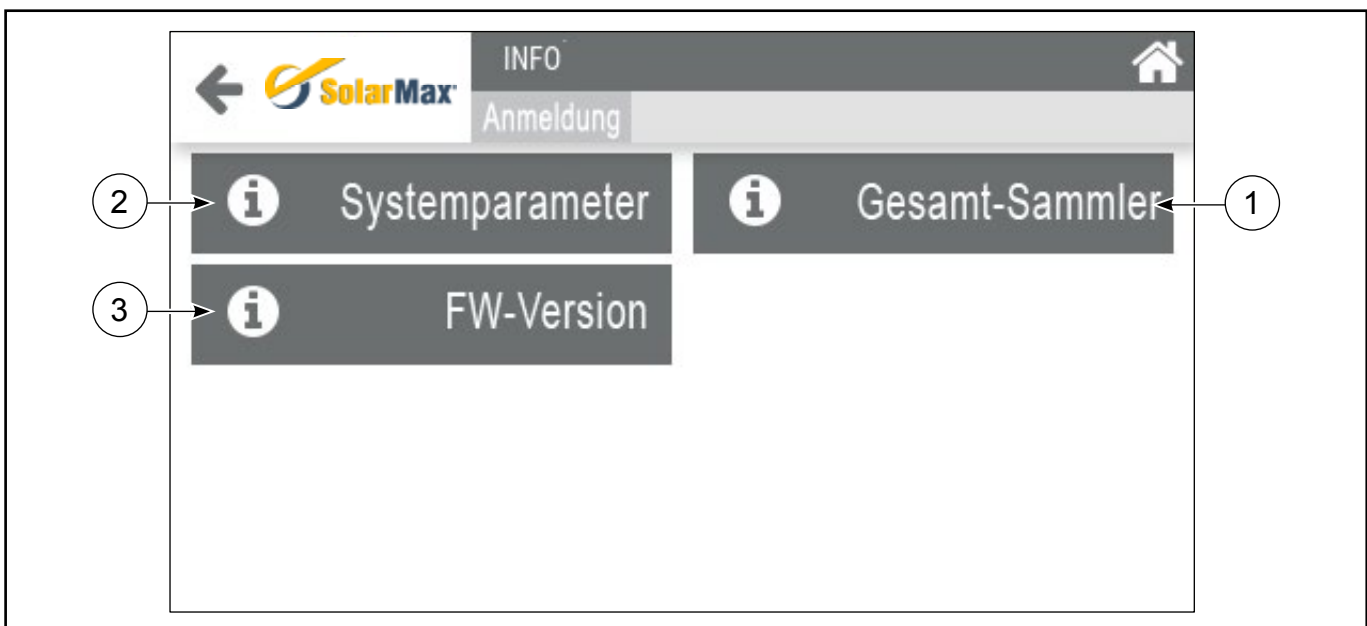 INFO
SolarMax
Anmeldung
2
Systemparameter
Gesamt-Sammler
1
3
FW-Version